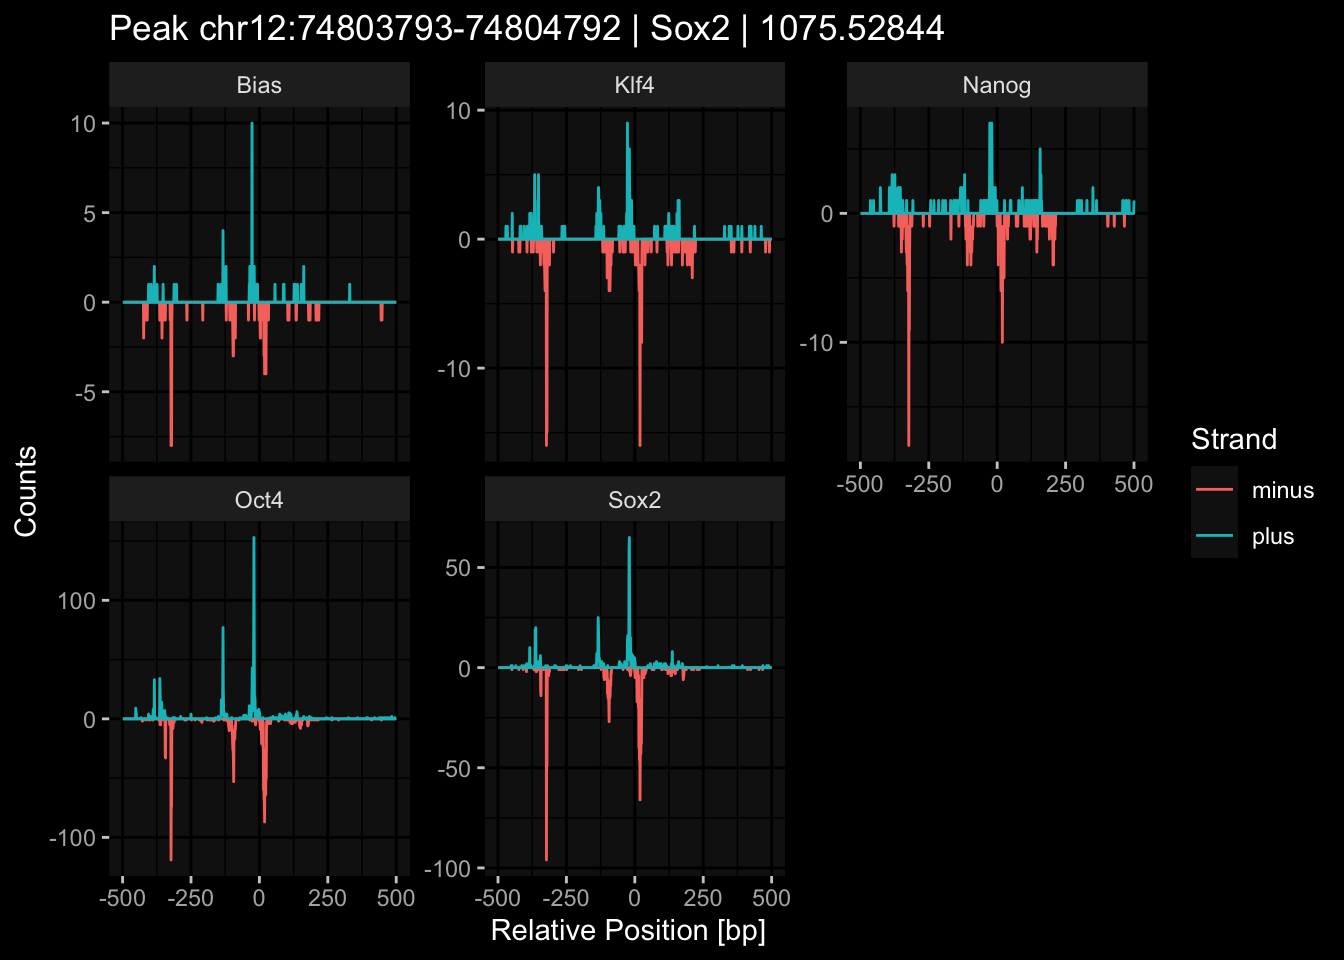 Peak chr12:74803793-74804792 | Sox2 | 1075.52844
Bias
Klf4
Nanog
10
5
0
-5
10
0
-10
0
-10
-500 -250 0 250 500
Strand
minus
plus
Counts
Oct4
Sox2
100
0
-100
50
0
-50
-100
-500 -250 0 250 500
-500 -250 0 250 500
Relative Position [bp]